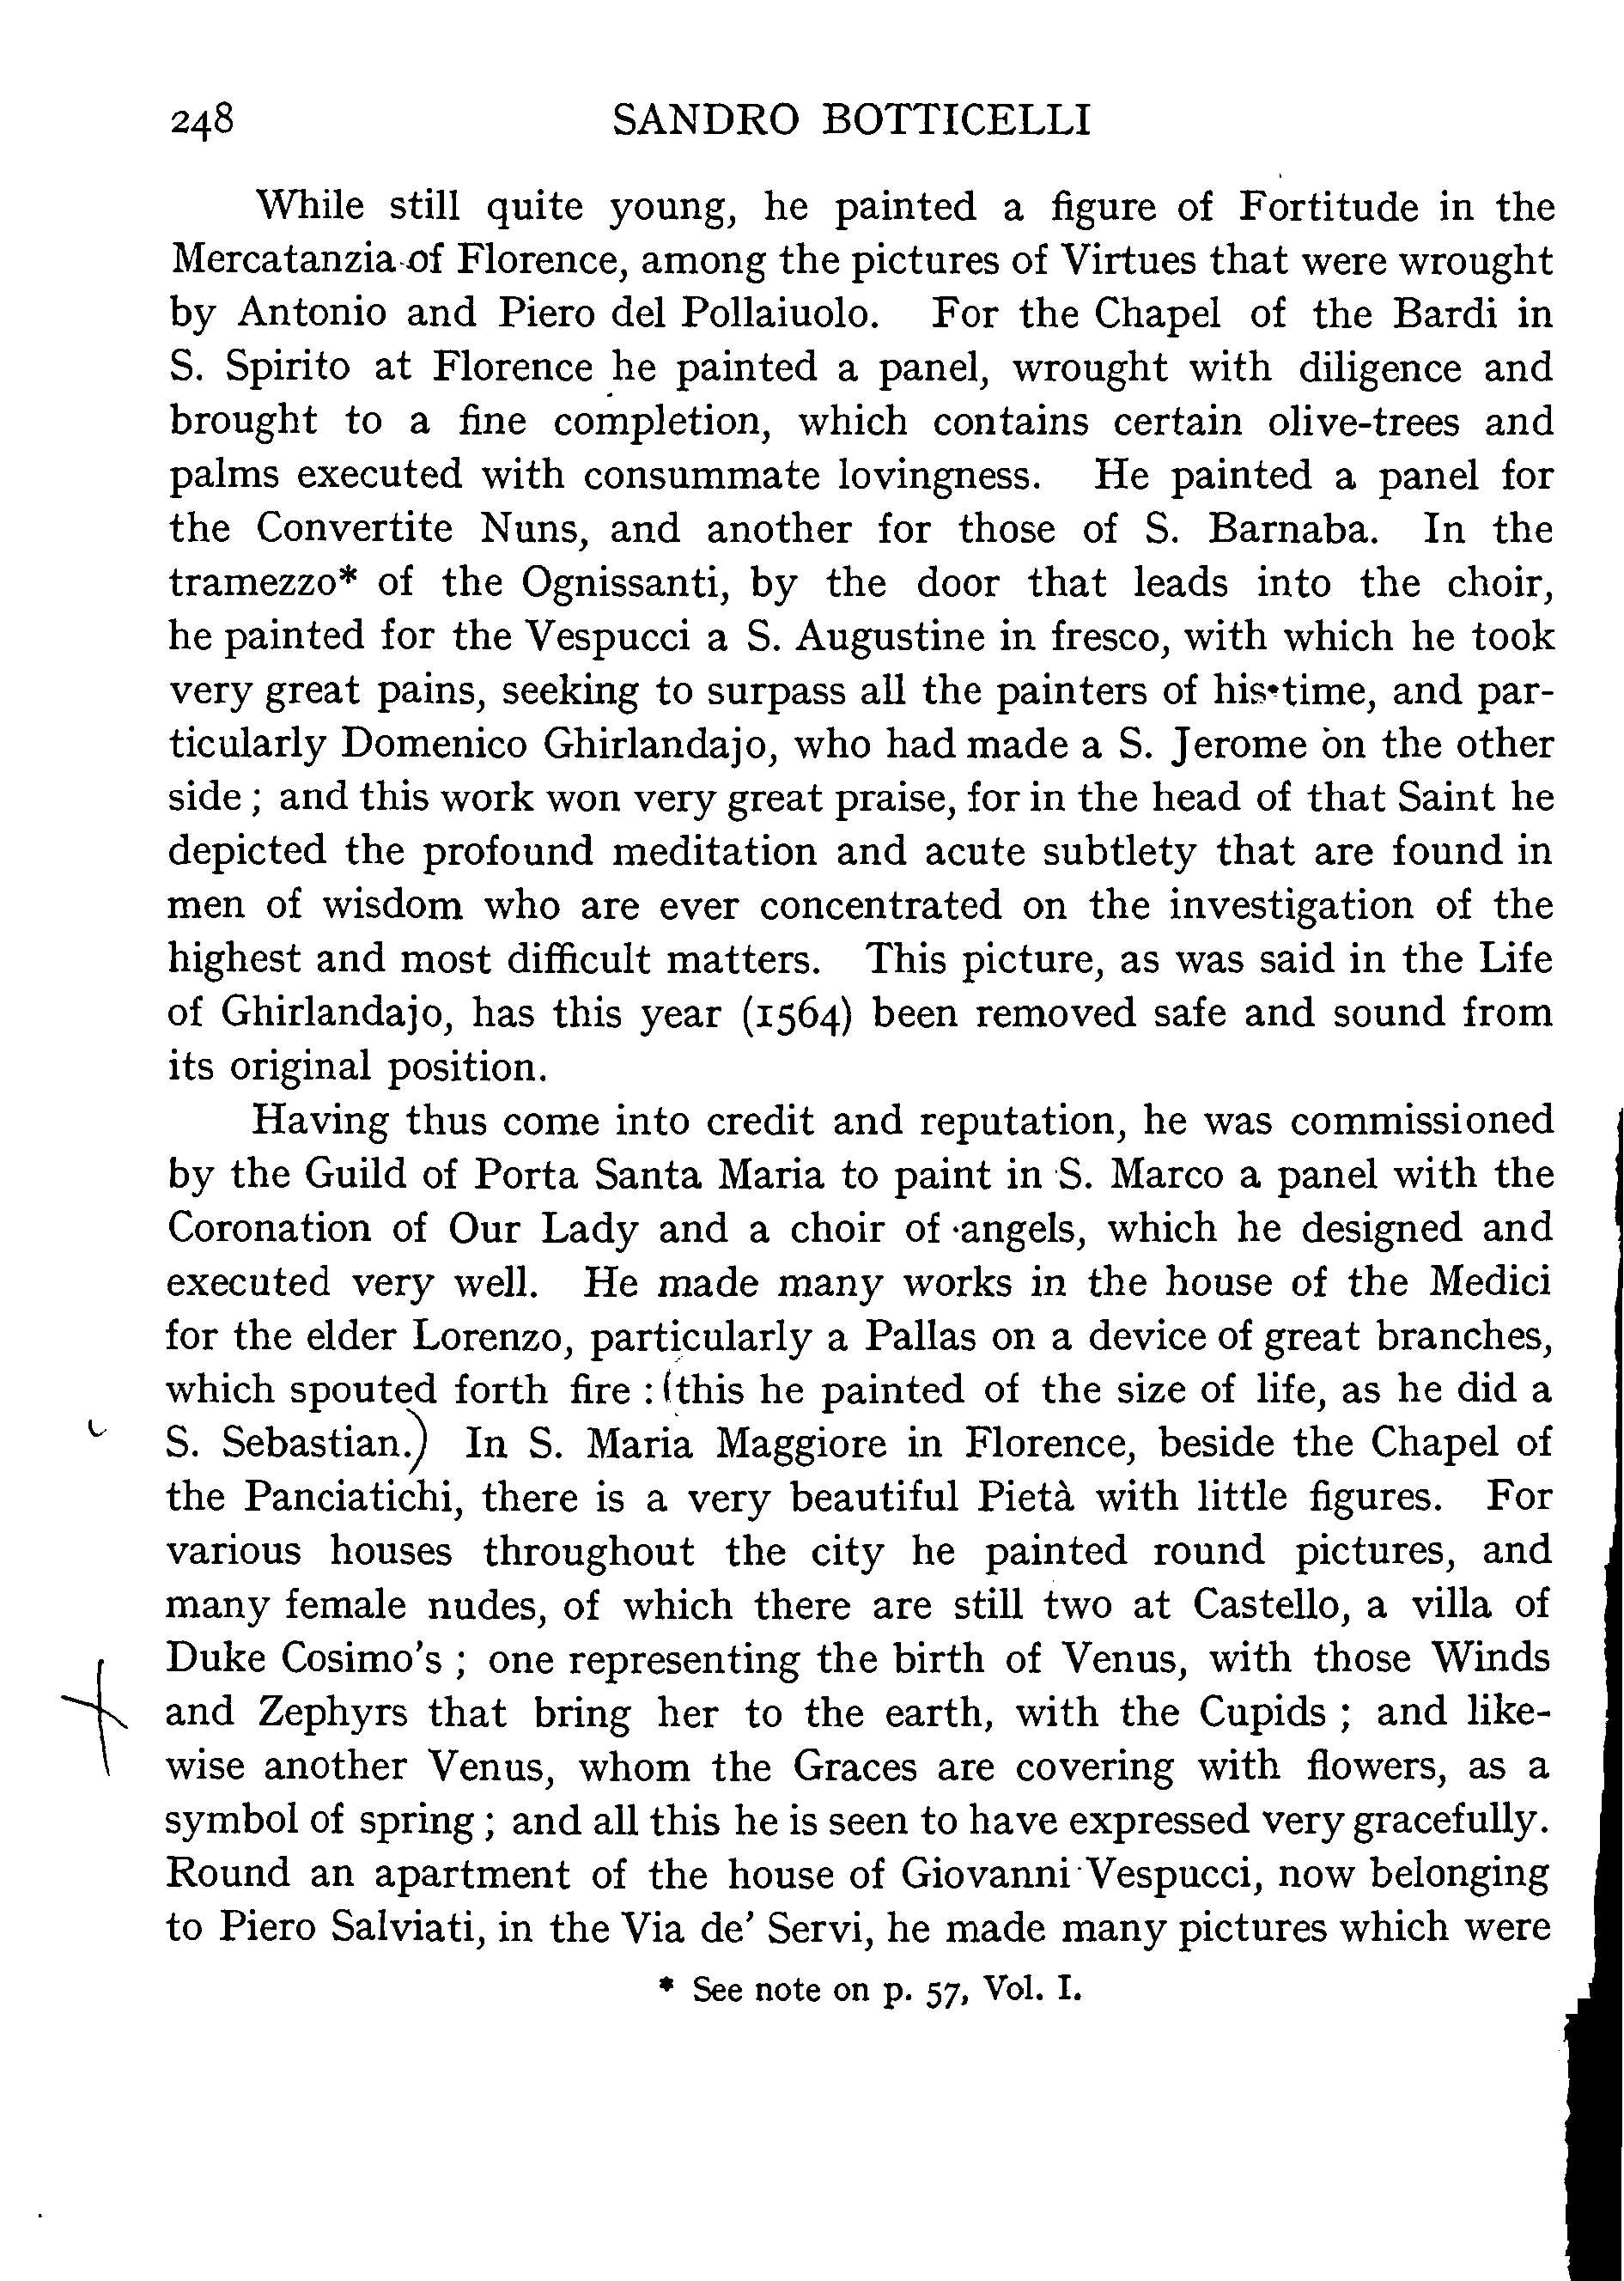 248 SANDRO BOTTICELLI
While still quite young, he painted a figure of Fortitude in the
Mercatanzia of Florence, among the pictures of Virtues that were wrought
by Antonio and Piero del Pollaiuolo. For the Chapel of the Bardi in
S. Spirito at Florence he painted a panel, wrought with diligence and
brought to a fine completion, which contains certain olive-trees and
palms executed with consummate lovingness. He painted a panel for
the Convertite Nuns, and another for those of S. Barnaba. In the
tramezzo* of the Ognissanti, by the door that leads into the choir,
he painted for the Vespucci a S. Augustine in fresco, with which he took
very great pains, seeking to surpass all the painters of his time, and par-
ticularly Domenico Ghirlandajo, who had made a S. Jerome on the other
side; and this work won very great praise, for in the head of that Saint he
depicted the profound meditation and acute subtlety that are found in
men of wisdom who are ever concentrated on the investigation of the
highest and most difficult matters. This picture, as was said in the Life
of Ghirlandajo, has this year (1564) been removed safe and sound from
its original position.
Having thus come into credit and reputation, he was commissioned
by the Guild of Porta Santa Maria to paint in S. Marco a panel with the
Coronation of Our Lady and a choir of angels, which he designed and
executed very well. He made many works in the house of the Medici
for the elder Lorenzo, particularly a Pallas on a device of great branches,
which spouted forth fire : (this he painted of the size of life, as he did a
S. Sebastian.) In S. Maria Maggiore in Florence, beside the Chapel of
the Panciatichi, there is a very beautiful Pietà with little figures. For
various houses throughout the city he painted round pictures, and
many female nudes, of which there are still two at Castello, a villa of
Duke Cosimo's; one representing the birth of Venus, with those Winds
and Zephyrs that bring her to the earth, with the Cupids; and like-
wise another Venus, whom the Graces are covering with flowers, as a
symbol of spring; and all this he is seen to have expressed very gracefully.
Round an apartment of the house of Giovanni Vespucci, now belonging
to Piero Salviati, in the Via de' Servi, he made many pictures which were
* See note on p. 57, Vol. I.